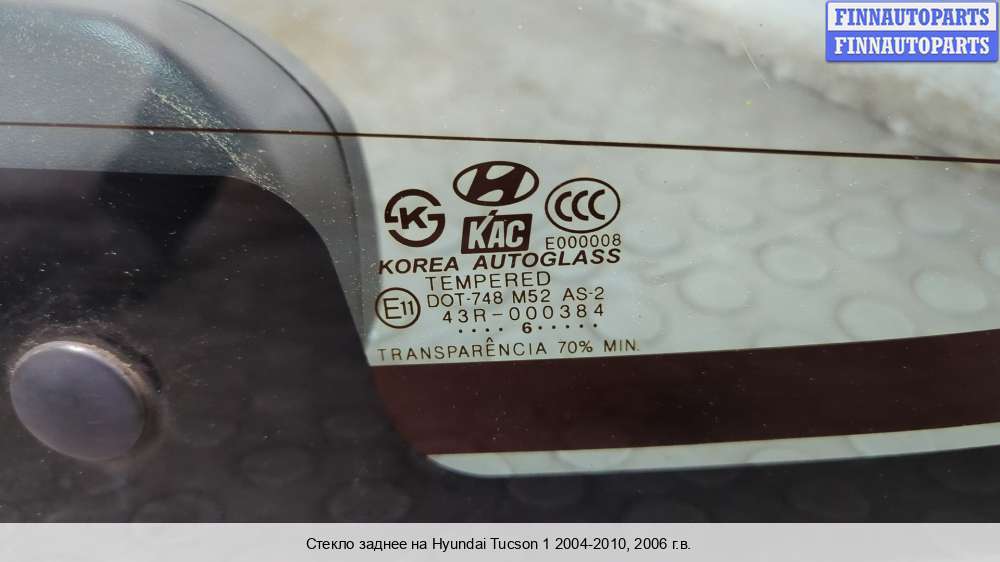 FINNAUTOPARTS
FINNAUTOPARTS
K
KAC
CCC
E000008
KOREA AUTOGLASS
TEMPERED
E11
DOT-748 M52 AS-2
43R-000384
.... 6.....
TRANSPARÊNCIA 70% MIN.
Стекло заднее на Hyundai Tucson 1 2004-2010, 2006 г.в.